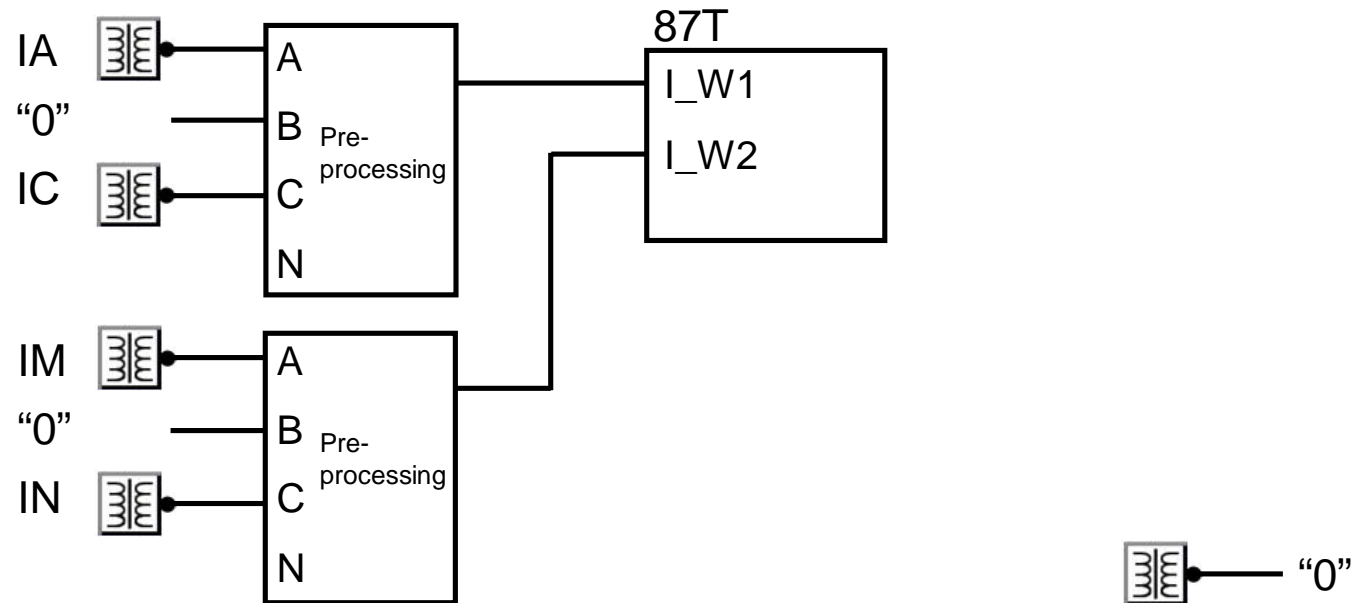 87T
IA
A
I_W1
“0”
B
Pre-
processing
I_W2
IC
C
N
IM
A
“0”
B
Pre-
processing
IN
C
N
“0”